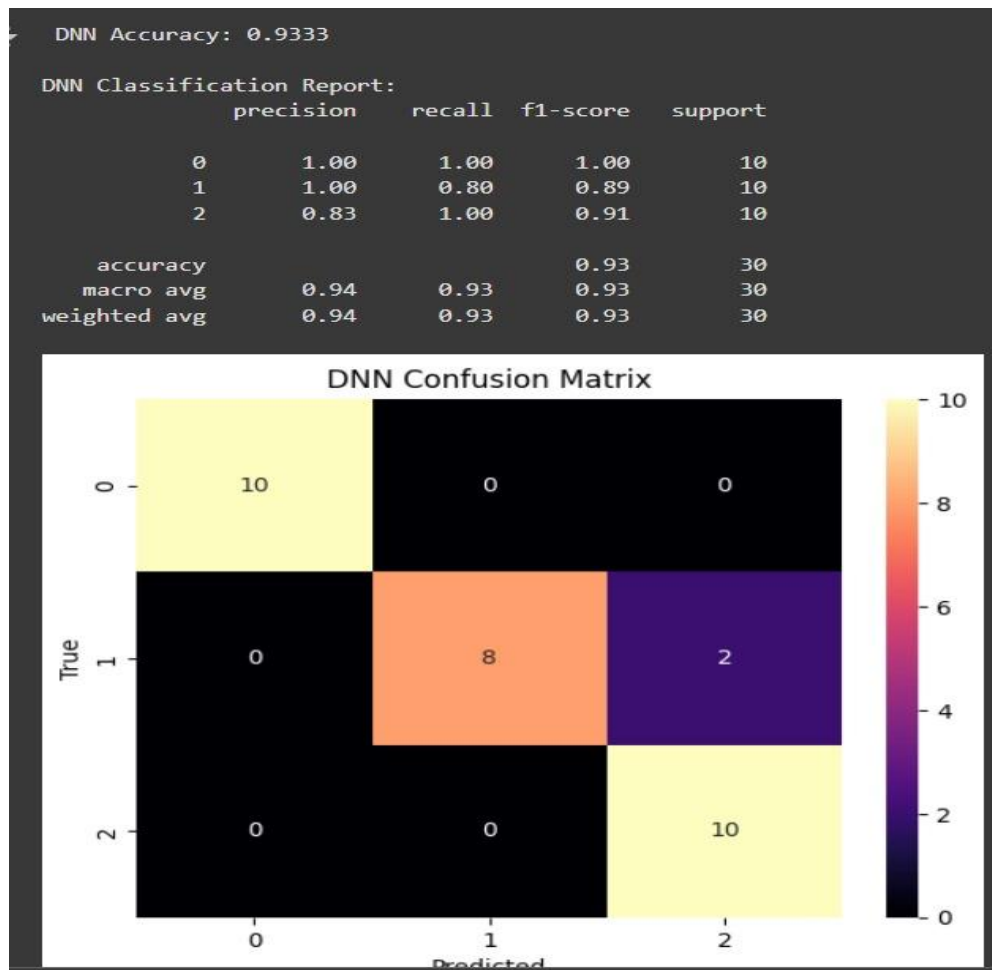 DNN Accuracy: 0.9333
DNN Classification Report:
precision recall f1-score support
0 1.00 1.00 1.00 10
1 1.00 0.80 0.89 10
2 0.83 1.00 0.91 10
accuracy 0.93 30
macro avg 0.94 0.93 0.93 30
weighted avg 0.94 0.93 0.93 30
DNN Confusion Matrix
10
0 10 0 0
8
6
True
1 0 8 2
4
2 0 0 10
2
0
0 1 2
Predicted